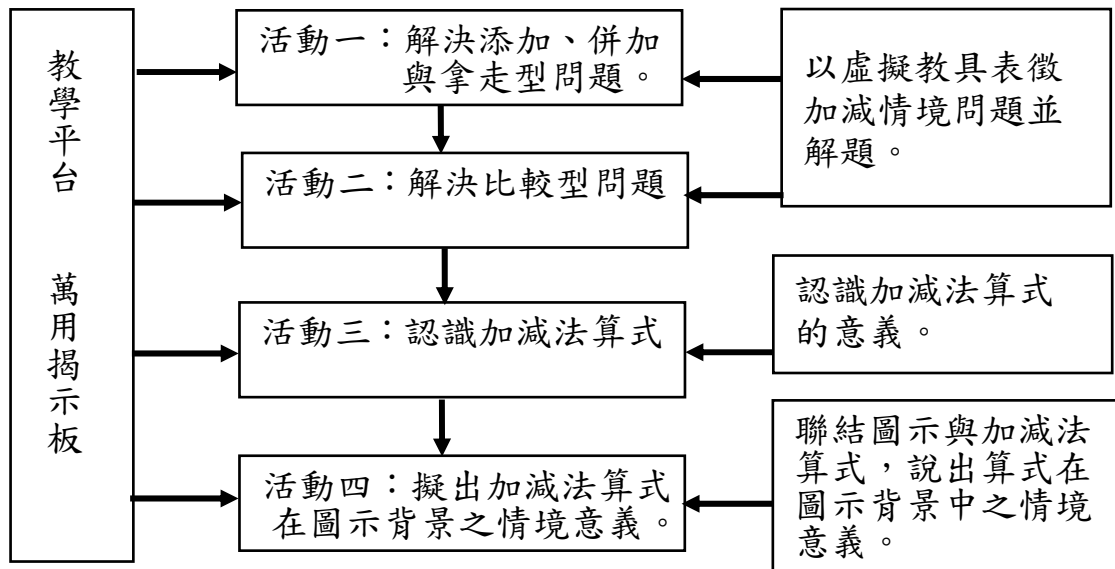 教學平台　萬用揭示板
活動一：解決添加、併加
與拿走型問題。
活動二：解決比較型問題
活動三：認識加減法算式
活動四：擬出加減法算式
在圖示背景之情境意義。
以虛擬教具表徵
加減情境問題並
解題。
認識加減法算式
的意義。
聯結圖示與加減法
算式，說出算式在
圖示背景中之情境
意義。